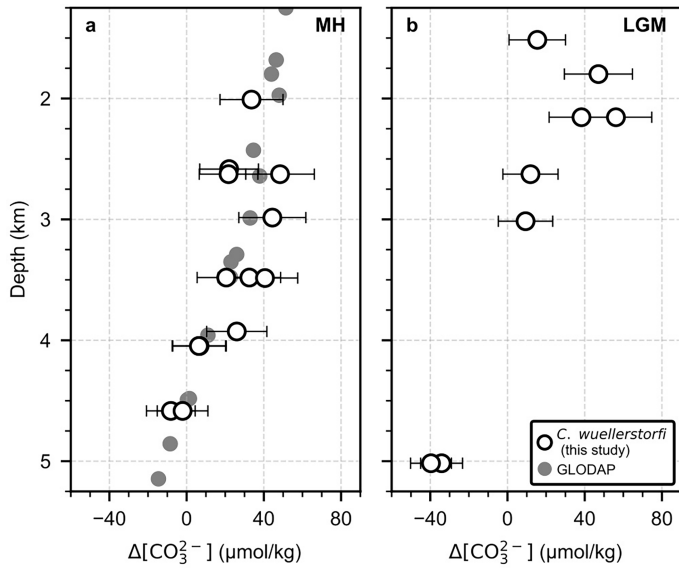 a MH
b LGM
2
3
4
5
Depth (km)
C. wuellerstorfi
(this study)
GLODAP
−40 0 40 80
−40 0 40 80
Δ[CO₃²⁻] (μmol/kg)
Δ[CO₃²⁻] (μmol/kg)